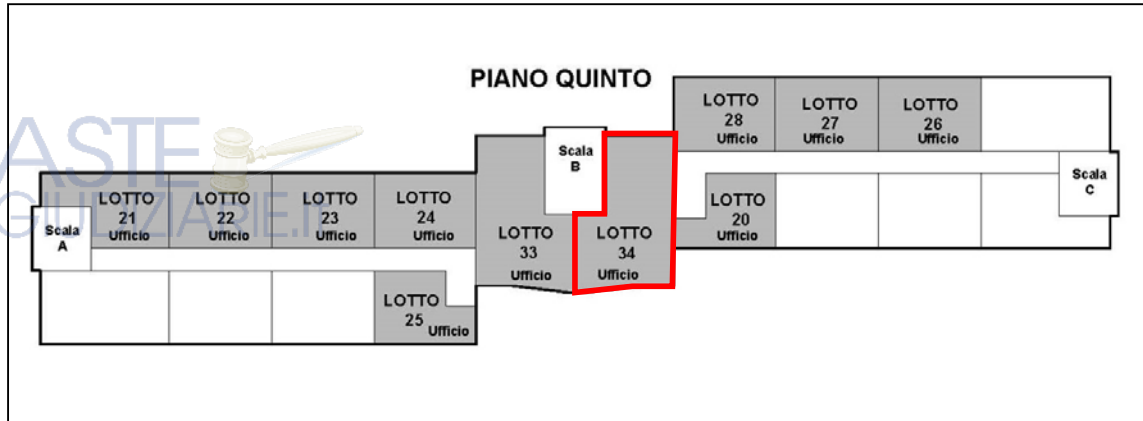 PIANO QUINTO
ASTE
GIUDIZIARIE.IT
Scala
A
LOTTO
21
Ufficio
LOTTO
22
Ufficio
LOTTO
23
Ufficio
LOTTO
24
Ufficio
LOTTO
25
Ufficio
LOTTO
33
Ufficio
Scala
B
LOTTO
34
Ufficio
LOTTO
28
Ufficio
LOTTO
27
Ufficio
LOTTO
26
Ufficio
LOTTO
20
Ufficio
Scala
C